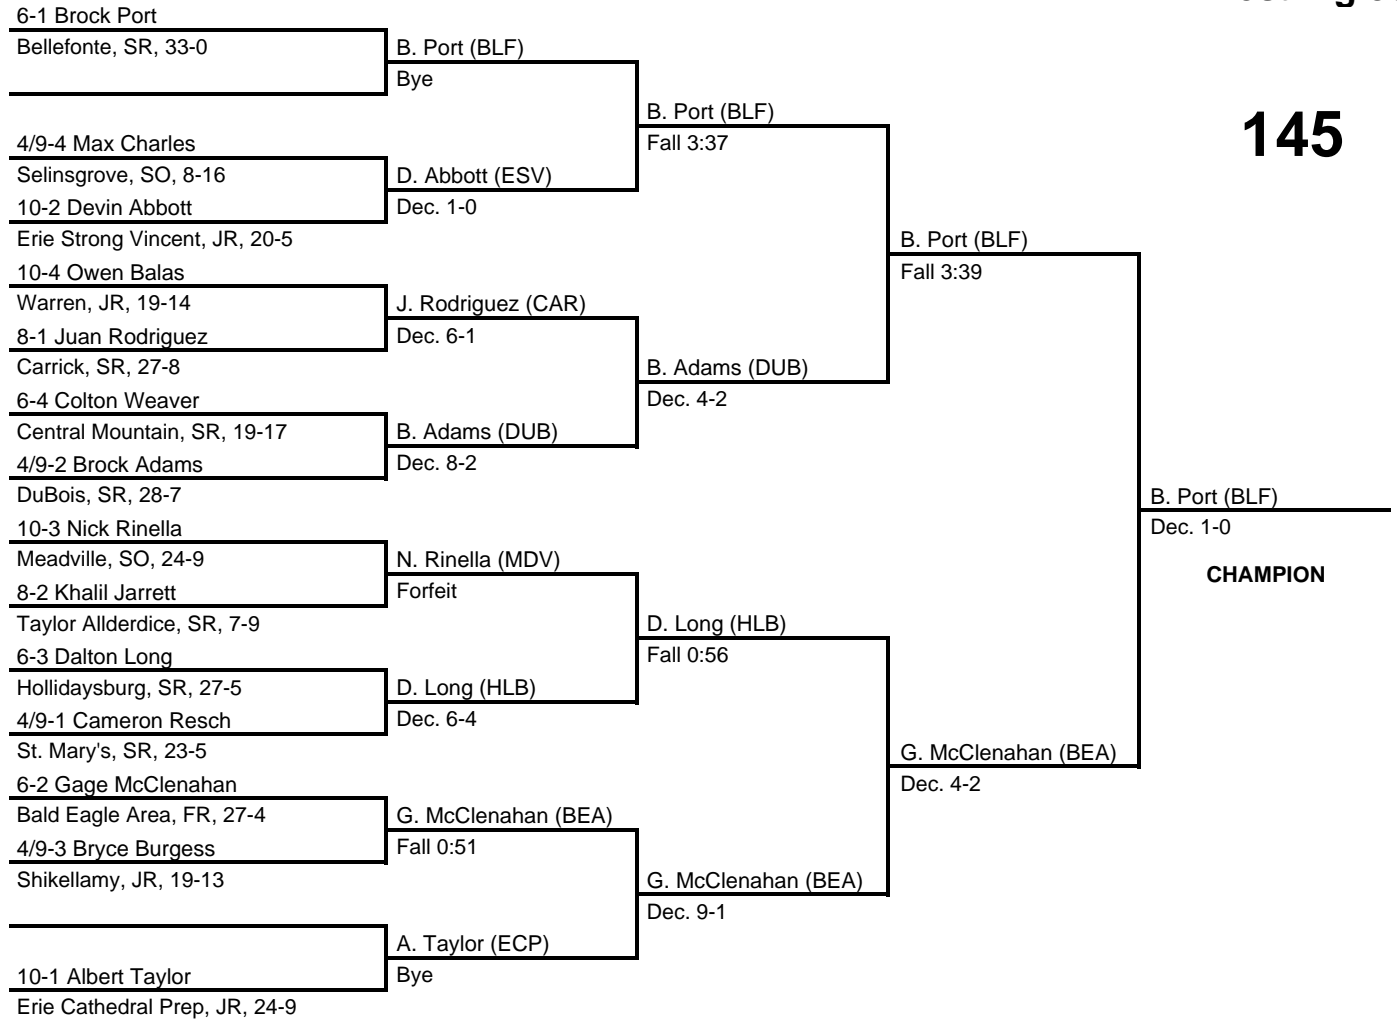 6-1 Brock Port
Bellefonte, SR, 33-0
B. Port (BLF)
Bye
B. Port (BLF)
Fall 3:37
145
4/9-4 Max Charles
Selinsgrove, SO, 8-16
D. Abbott (ESV)
10-2 Devin Abbott
Dec. 1-0
Erie Strong Vincent, JR, 20-5
B. Port (BLF)
10-4 Owen Balas
Fall 3:39
Warren, JR, 19-14
J. Rodriguez (CAR)
8-1 Juan Rodriguez
Dec. 6-1
Carrick, SR, 27-8
B. Adams (DUB)
6-4 Colton Weaver
Dec. 4-2
Central Mountain, SR, 19-17
B. Adams (DUB)
4/9-2 Brock Adams
Dec. 8-2
DuBois, SR, 28-7
B. Port (BLF)
10-3 Nick Rinella
Dec. 1-0
Meadville, SO, 24-9
N. Rinella (MDV)
CHAMPION
8-2 Khalil Jarrett
Forfeit
Taylor Allderdice, SR, 7-9
D. Long (HLB)
6-3 Dalton Long
Fall 0:56
Hollidaysburg, SR, 27-5
D. Long (HLB)
4/9-1 Cameron Resch
Dec. 6-4
St. Mary's, SR, 23-5
G. McClenahan (BEA)
6-2 Gage McClenahan
Dec. 4-2
Bald Eagle Area, FR, 27-4
G. McClenahan (BEA)
4/9-3 Bryce Burgess
Fall 0:51
Shikellamy, JR, 19-13
G. McClenahan (BEA)
Dec. 9-1
A. Taylor (ECP)
10-1 Albert Taylor
Bye
Erie Cathedral Prep, JR, 24-9